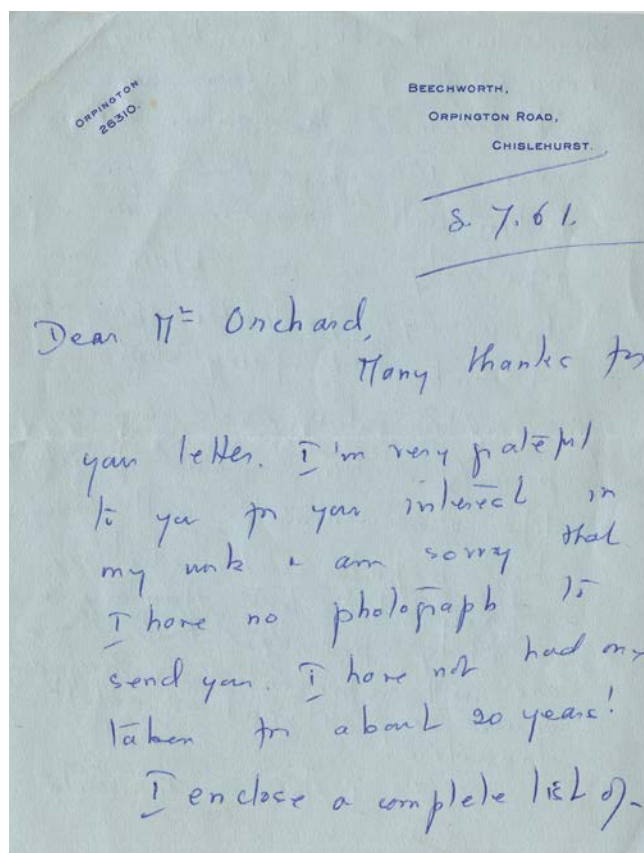 ORPINGTON
26310.
BEECHWORTH,
ORPINGTON ROAD,
CHISLEHURST.
8.7.61.
Dear Mr Orchard,
Many thanks for
your letter. I'm very grateful
to you for your interest in
my work & am sorry that
I have no photograph to
send you. I have not had one
taken for about 20 years!
I enclose a complete list of